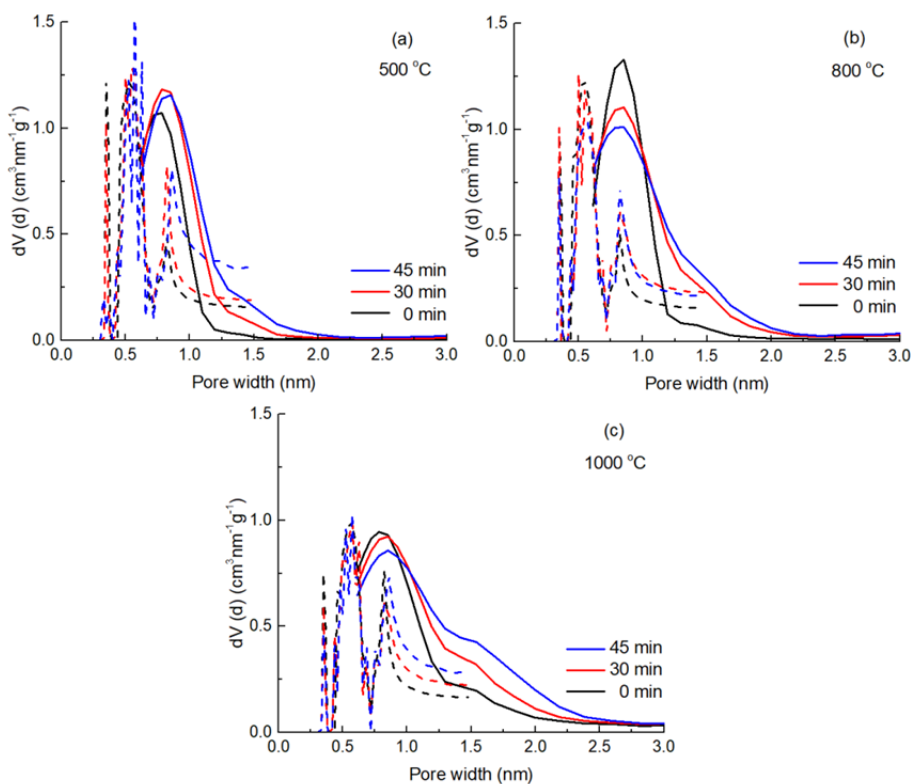 (a)
500 °C
dV (d) (cm³nm⁻¹g⁻¹)
1.5
1.0
0.5
0.0
45 min
30 min
0 min
0.0 0.5 1.0 1.5 2.0 2.5 3.0
Pore width (nm)
(b)
800 °C
dV (d) (cm³nm⁻¹g⁻¹)
1.5
1.0
0.5
0.0
45 min
30 min
0 min
0.0 0.5 1.0 1.5 2.0 2.5 3.0
Pore width (nm)
(c)
1000 °C
dV (d) (cm³nm⁻¹g⁻¹)
1.5
1.0
0.5
0.0
45 min
30 min
0 min
0.0 0.5 1.0 1.5 2.0 2.5 3.0
Pore width (nm)